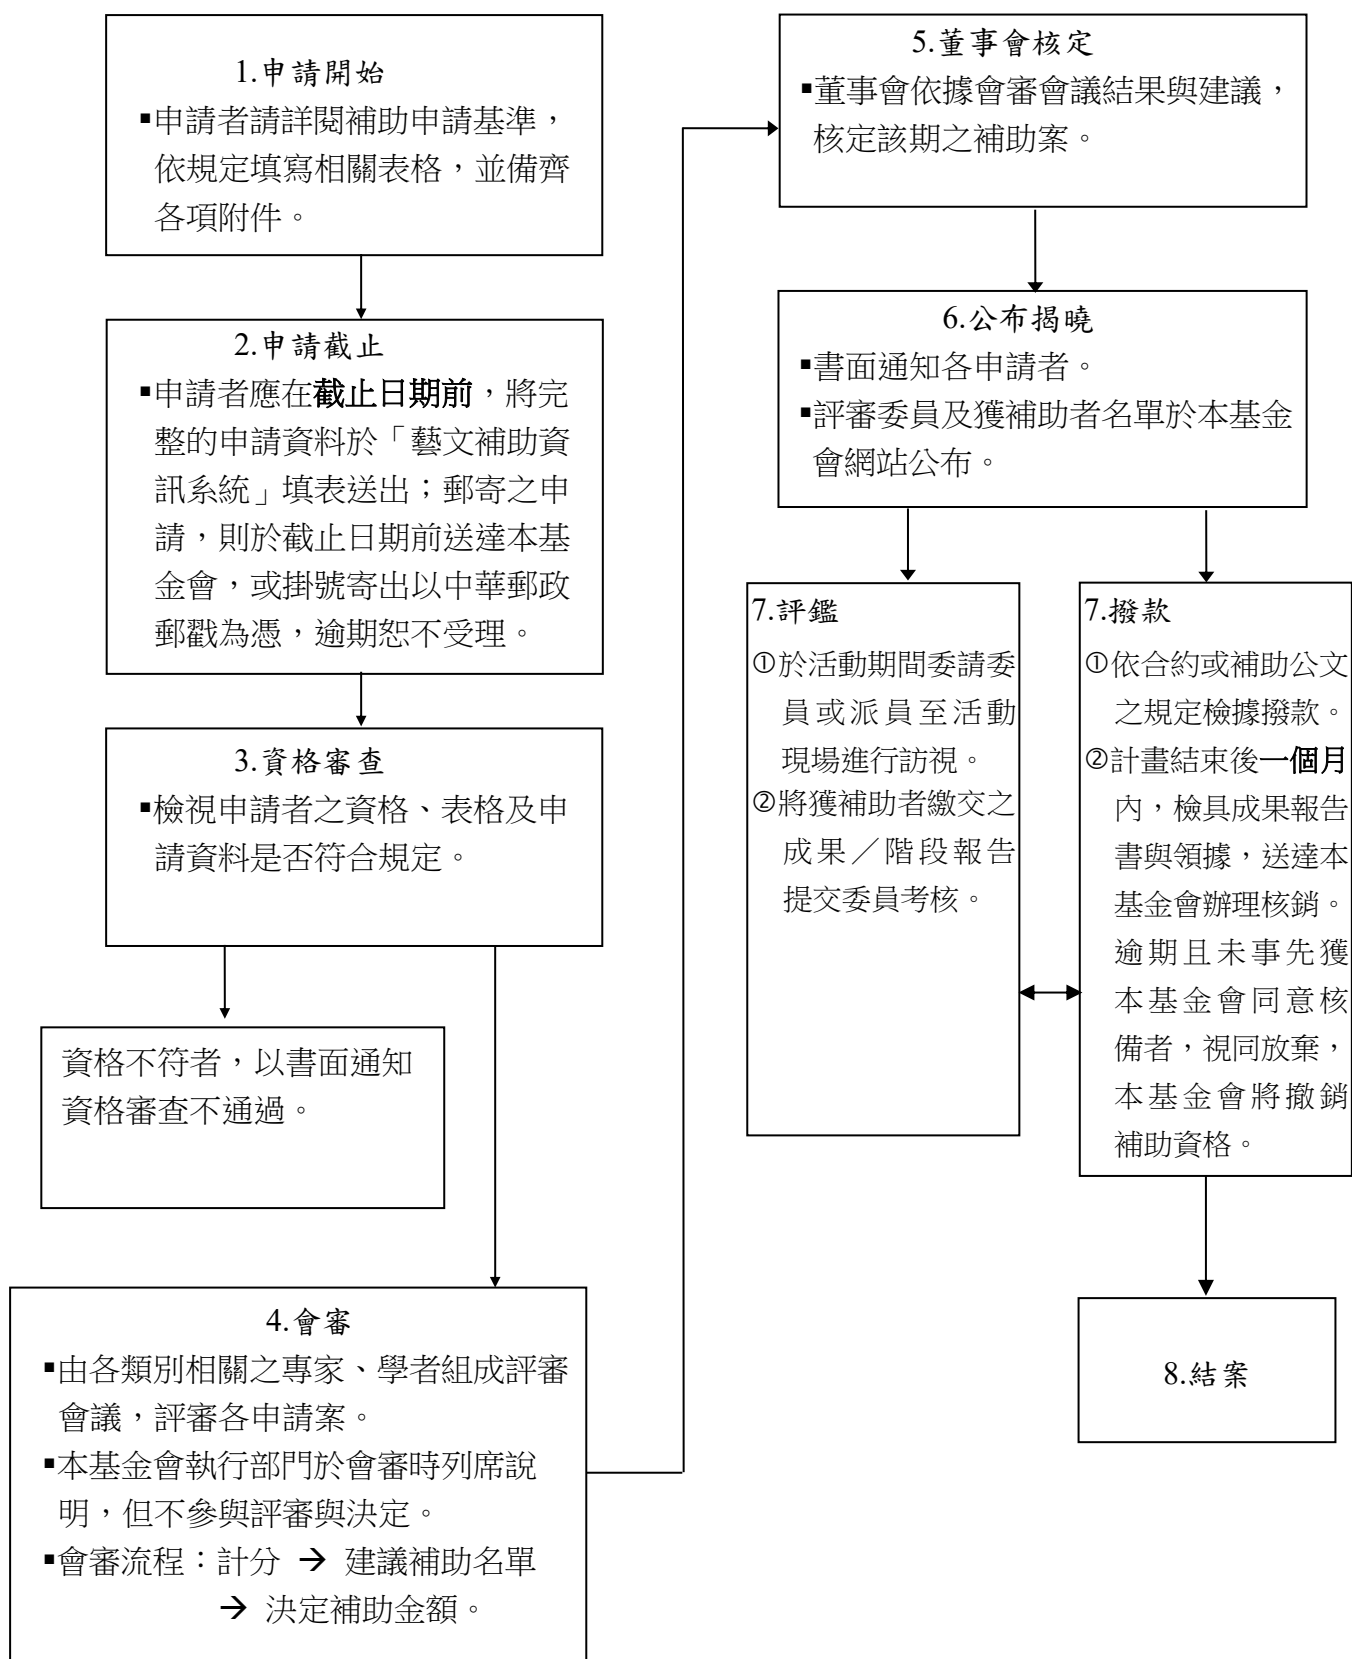 1.申請開始
▪申請者請詳閱補助申請基準，
依規定填寫相關表格，並備齊
各項附件。
2.申請截止
▪申請者應在截止日期前，將完
整的申請資料於「藝文補助資
訊系統」填表送出；郵寄之申
請，則於截止日期前送達本基
金會，或掛號寄出以中華郵政
郵戳為憑，逾期恕不受理。
3.資格審查
▪檢視申請者之資格、表格及申
請資料是否符合規定。
資格不符者，以書面通知
資格審查不通過。
4.會審
▪由各類別相關之專家、學者組成評審
會議，評審各申請案。
▪本基金會執行部門於會審時列席說
明，但不參與評審與決定。
▪會審流程：計分 → 建議補助名單
→ 決定補助金額。
5.董事會核定
▪董事會依據會審會議結果與建議，
核定該期之補助案。
6.公布揭曉
▪書面通知各申請者。
▪評審委員及獲補助者名單於本基金
會網站公布。
7.評鑑
①於活動期間委請委
員或派員至活動
現場進行訪視。
②將獲補助者繳交之
成果／階段報告
提交委員考核。
7.撥款
①依合約或補助公文
之規定檢據撥款。
②計畫結束後一個月
內，檢具成果報告
書與領據，送達本
基金會辦理核銷。
逾期且未事先獲
本基金會同意核
備者，視同放棄，
本基金會將撤銷
補助資格。
8.結案